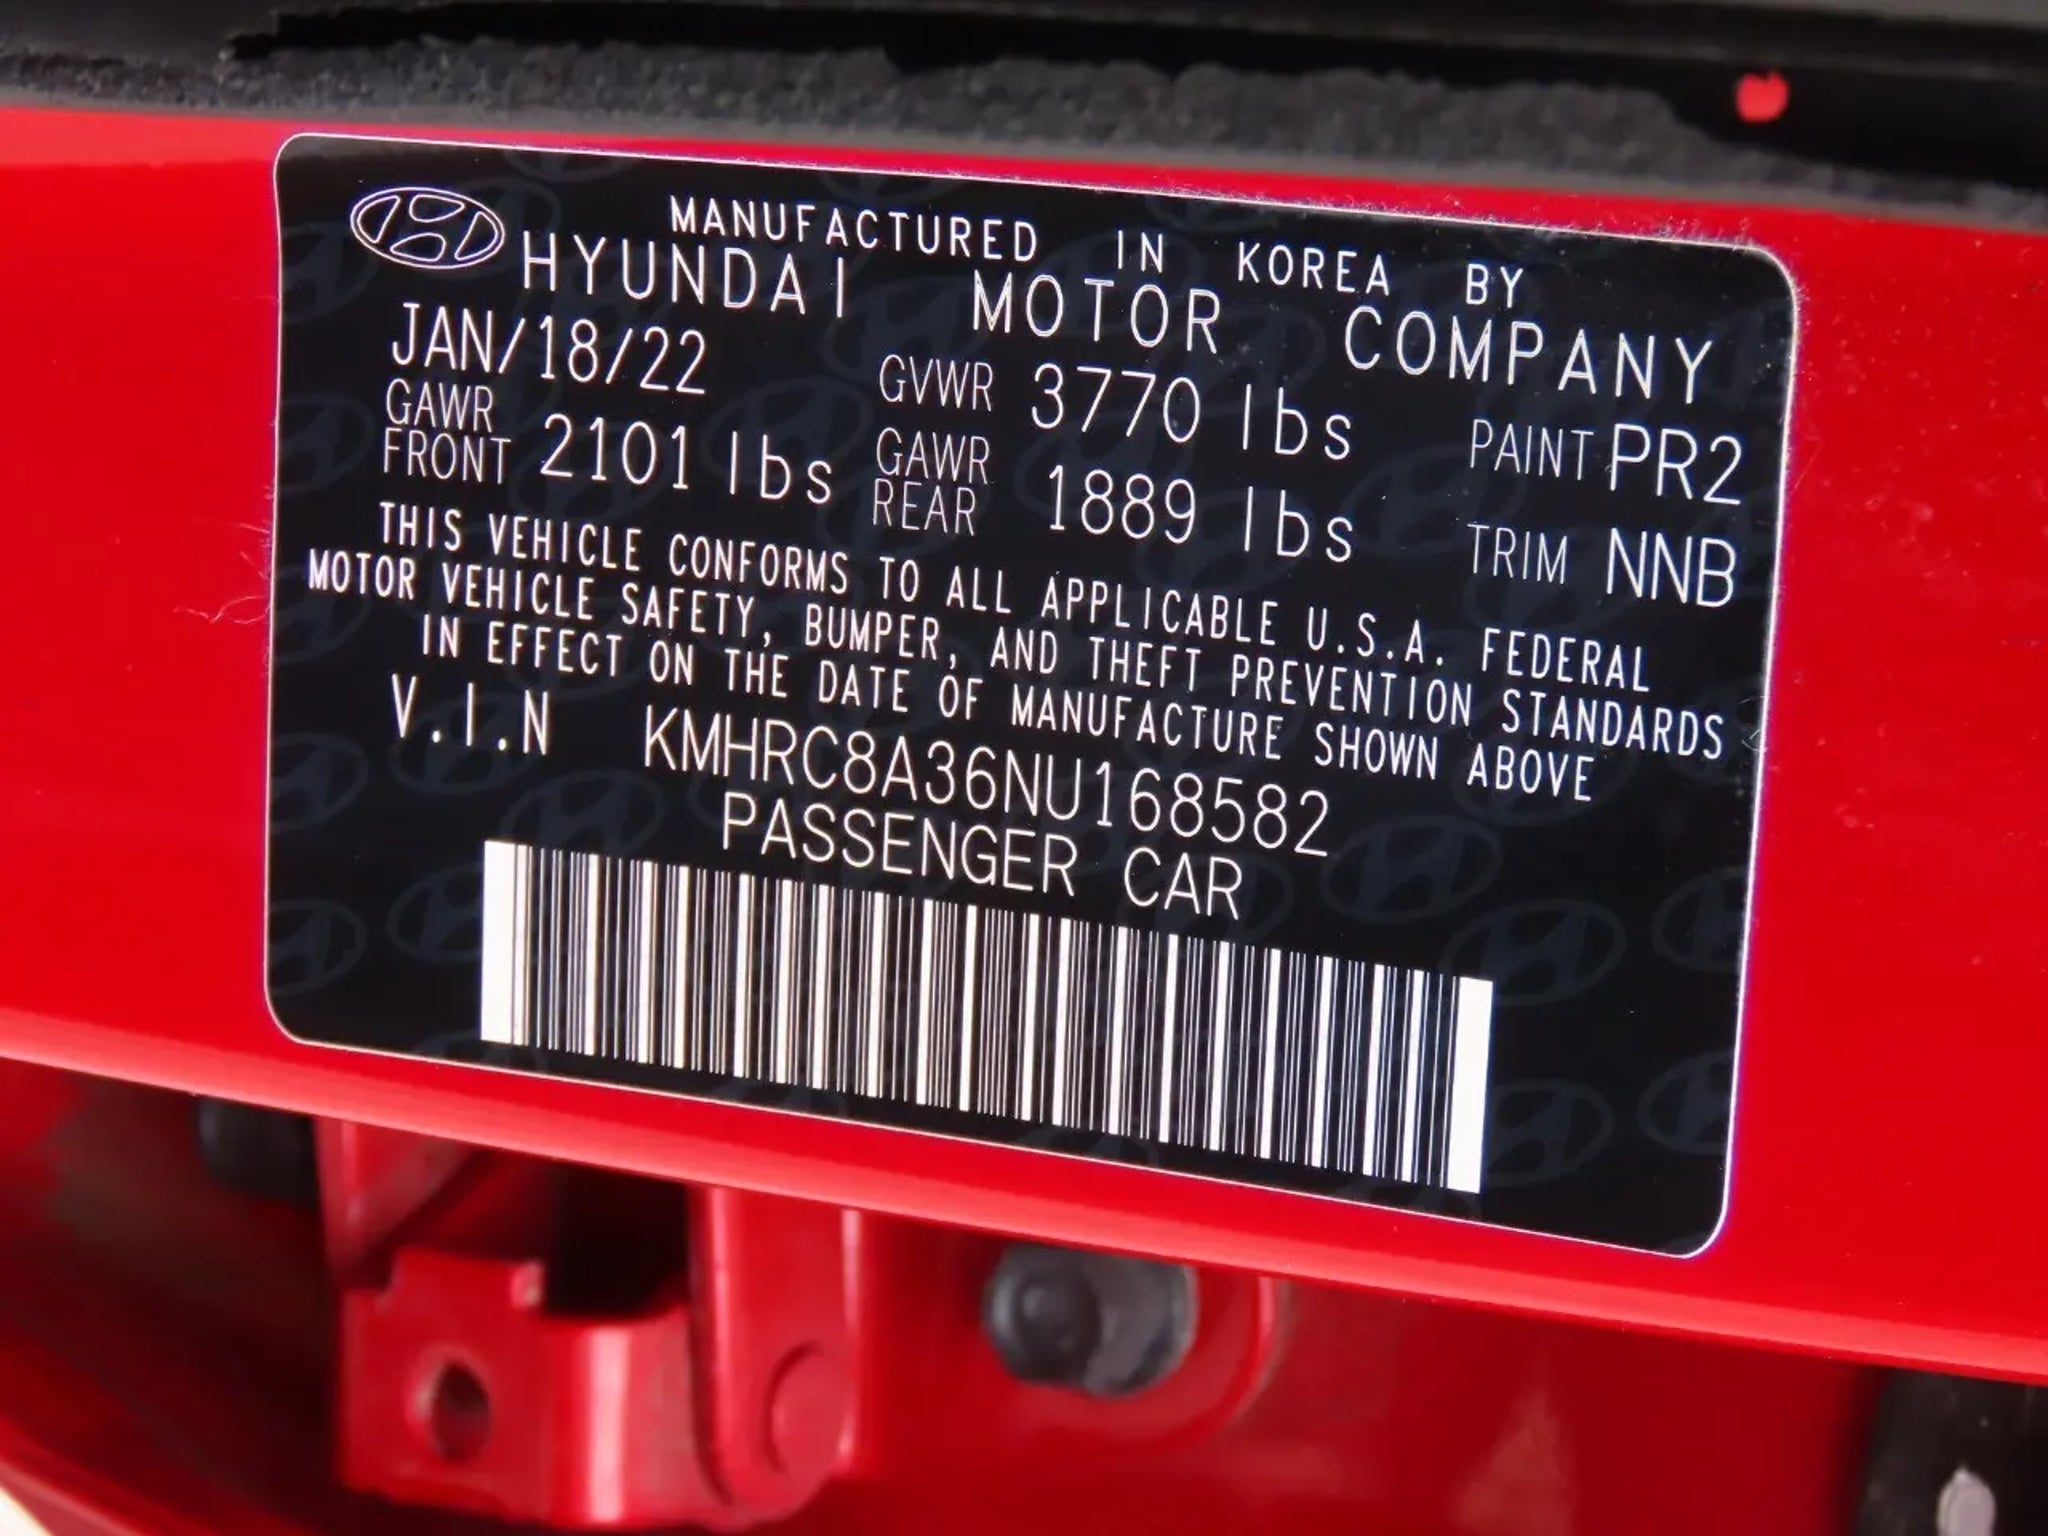 MANUFACTURED IN KOREA BY
HYUNDAI MOTOR COMPANY
JAN/18/22 GVWR 3770 lbs PAINT PR2
GAWR FRONT 2101 lbs GAWR REAR 1889 lbs TRIM NNB
THIS VEHICLE CONFORMS TO ALL APPLICABLE U.S.A. FEDERAL
MOTOR VEHICLE SAFETY, BUMPER, AND THEFT PREVENTION STANDARDS
IN EFFECT ON THE DATE OF MANUFACTURE SHOWN ABOVE
V.I.N KMHRC8A36NU168582
PASSENGER CAR